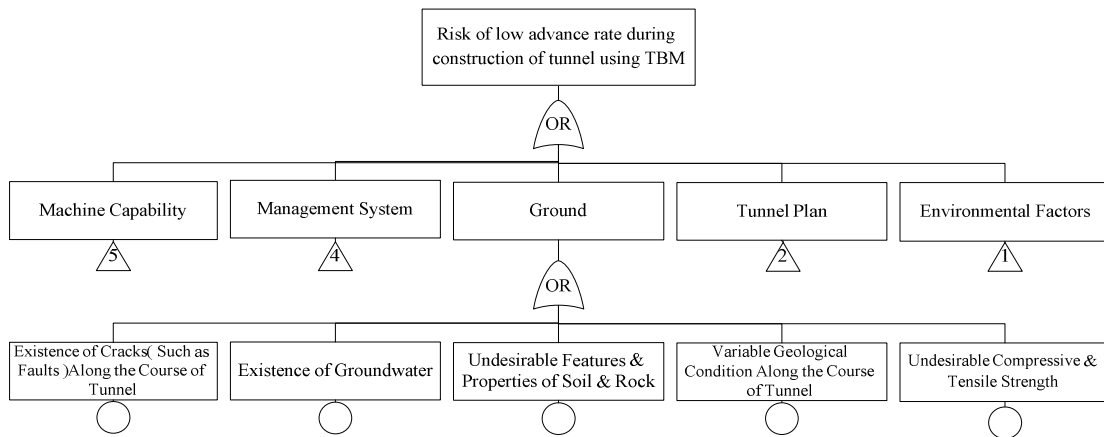 Risk of low advance rate during
construction of tunnel using TBM
OR
Machine Capability
Management System
Ground
Tunnel Plan
Environmental Factors
5
4
2
1
OR
Existence of Cracks( Such as
Faults )Along the Course of
Tunnel
Existence of Groundwater
Undesirable Features &
Properties of Soil & Rock
Variable Geological
Condition Along the Course
of Tunnel
Undesirable Compressive &
Tensile Strength